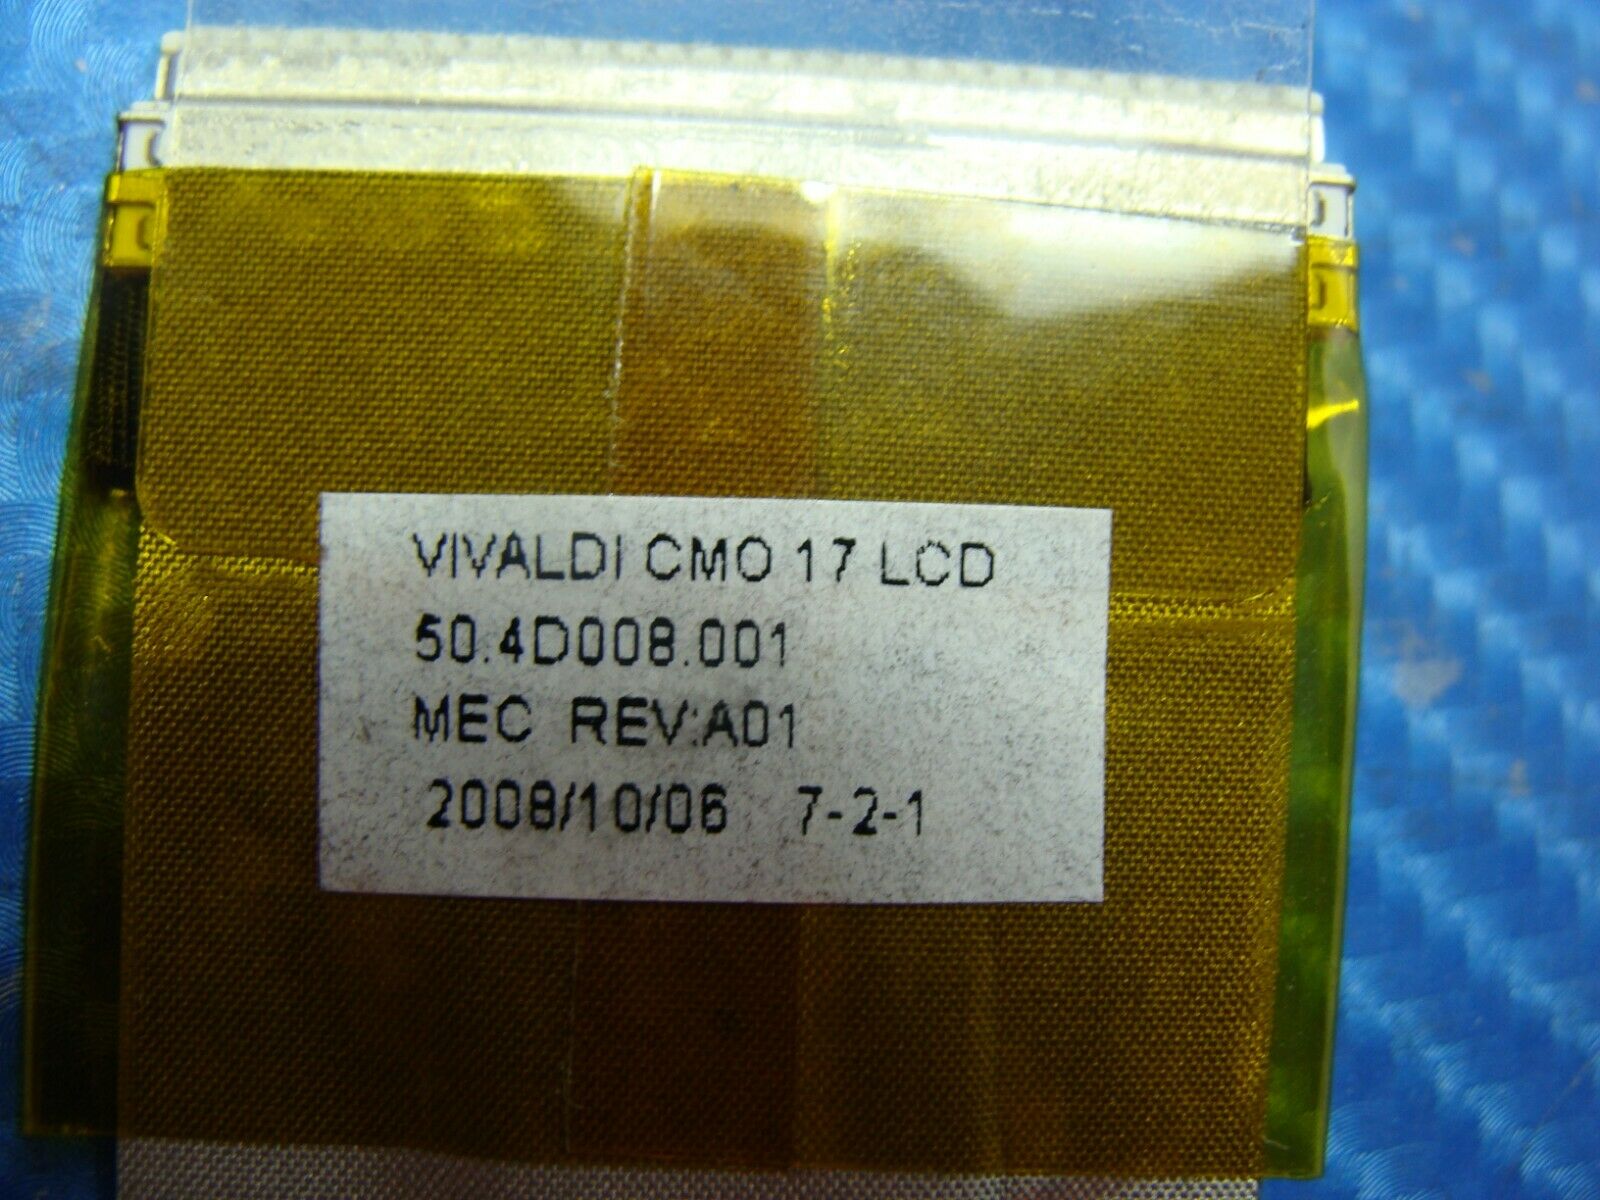 VIVALDI CMO 17 LCD
50.4D008.001
MEC REV:A01
2008/10/06 7-2-1